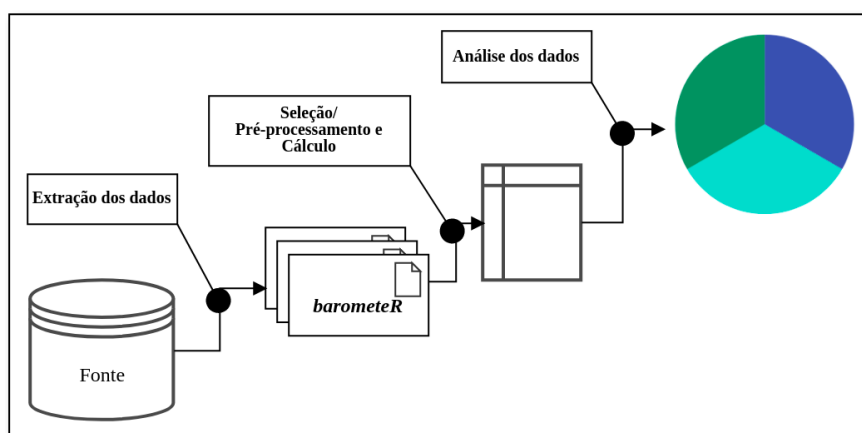 Análise dos dados
Seleção/
Pré-processamento e
Cálculo
Extração dos dados
barometeR
Fonte